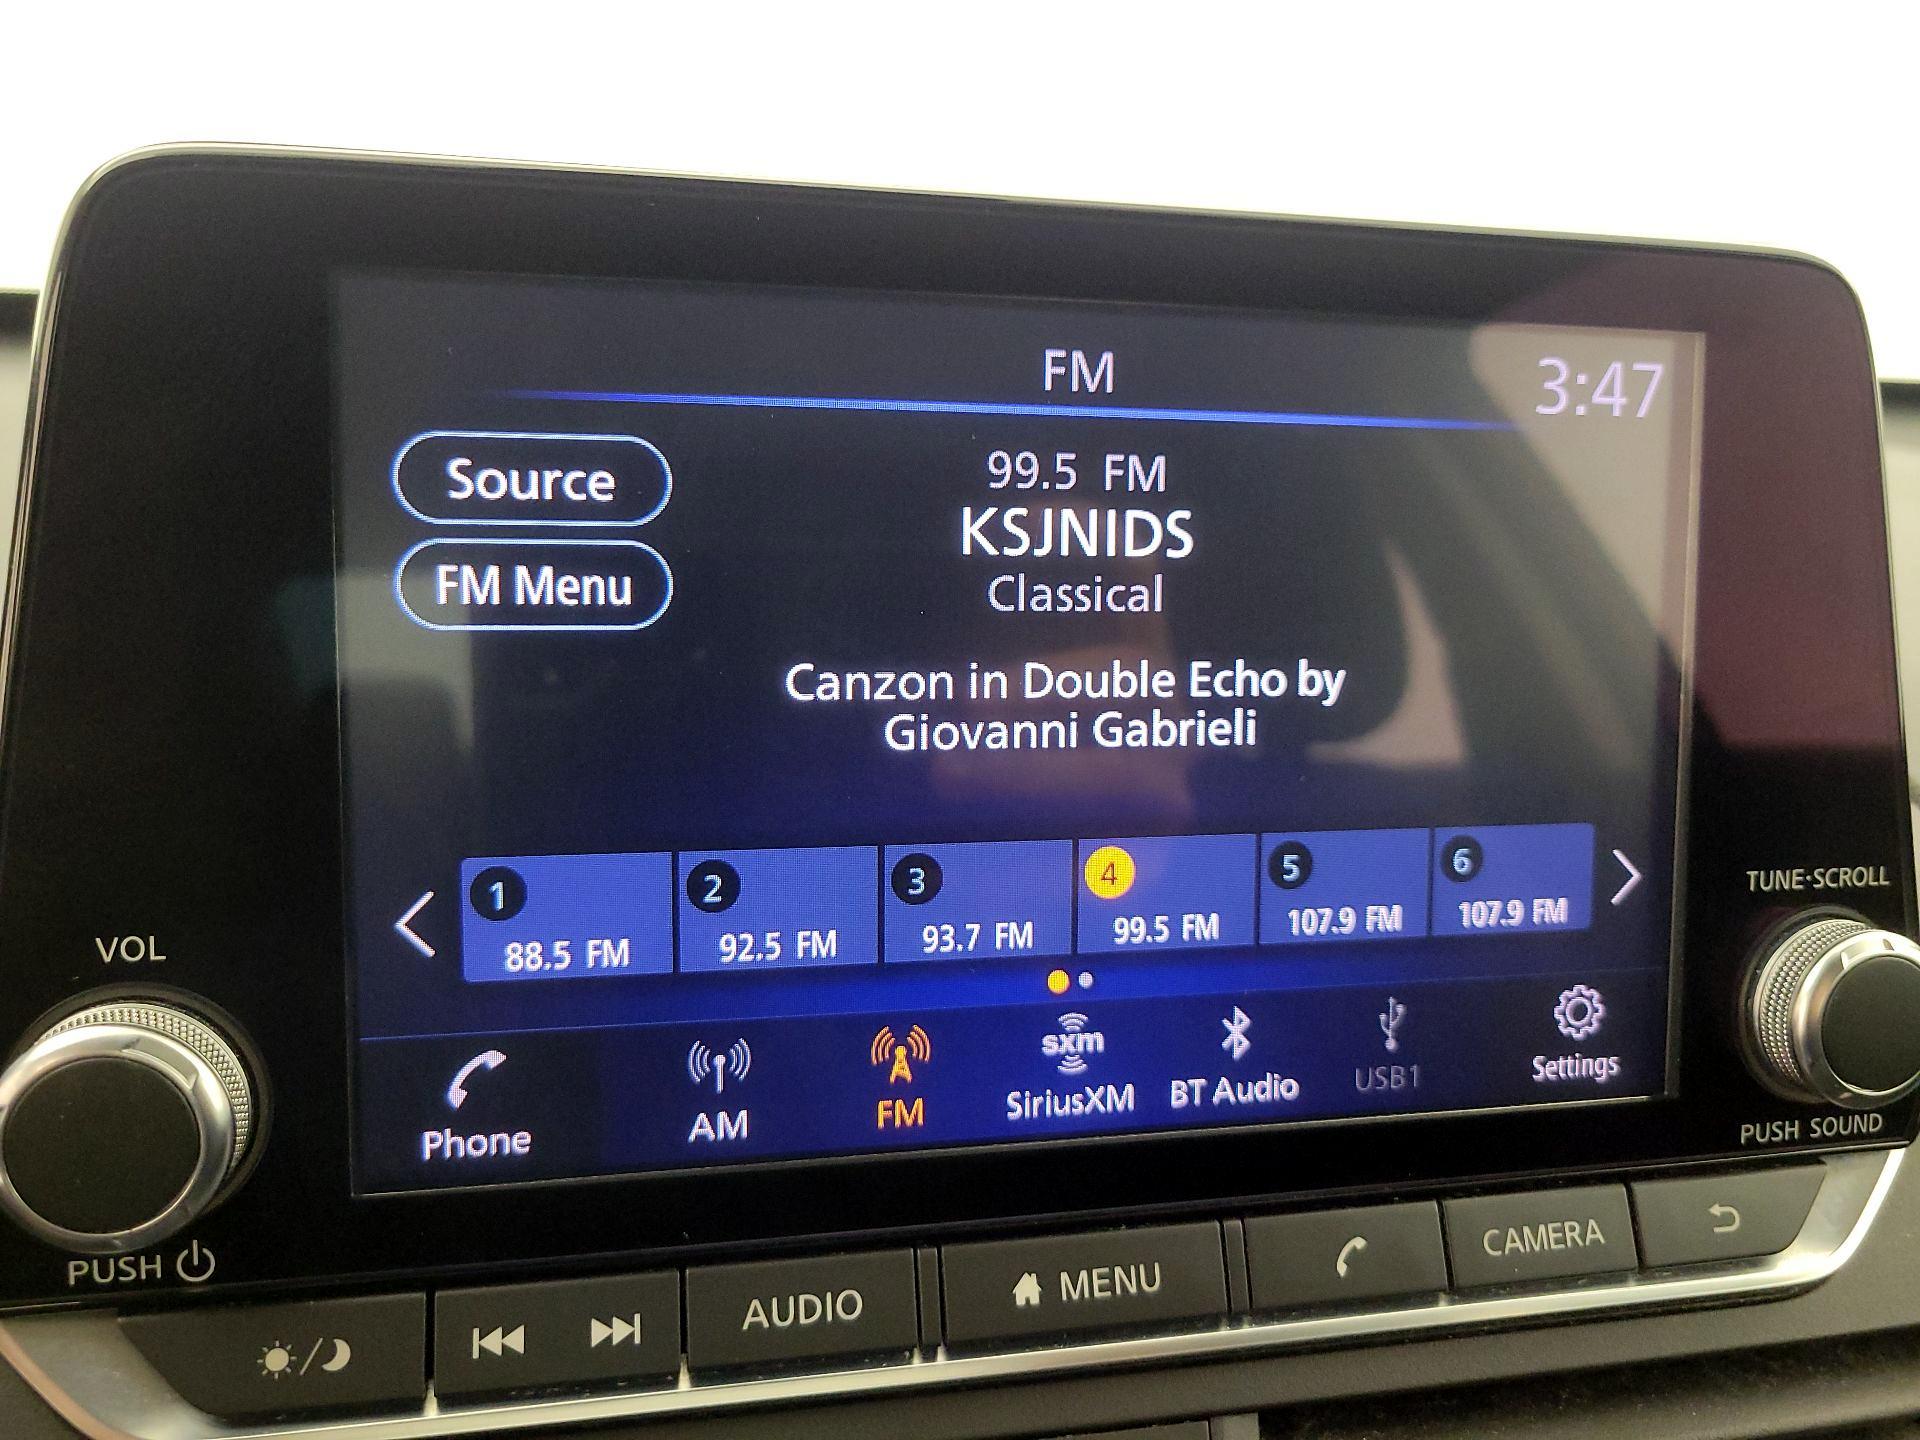 FM
3:47
Source
99.5 FM
KSJNIDS
FM Menu
Classical
Canzon in Double Echo by
Giovanni Gabrieli
1
2
3
4
5
6
88.5 FM
92.5 FM
93.7 FM
99.5 FM
107.9 FM
107.9 FM
TUNE·SCROLL
VOL
sxm
Phone
AM
FM
SiriusXM
BT Audio
USB1
Settings
PUSH SOUND
PUSH
AUDIO
MENU
CAMERA